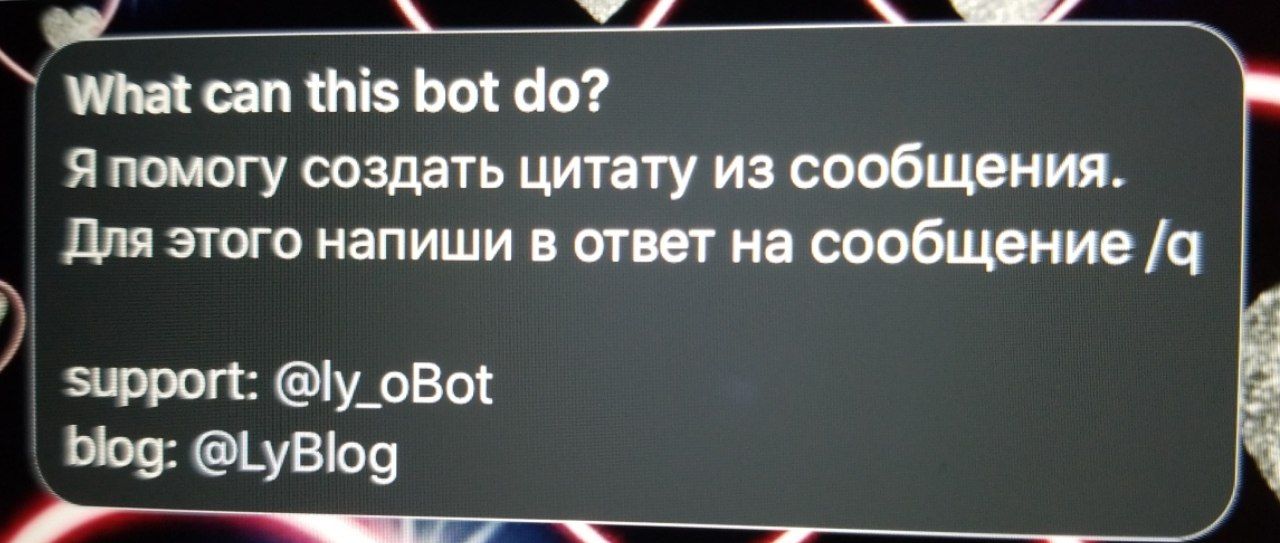 What can this bot do?
Я помогу создать цитату из сообщения.
Для этого напиши в ответ на сообщение /q
support: @ly_oBot
blog: @LyBlog